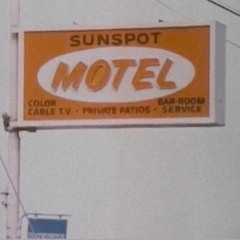 SUNSPOT
MOTEL
COLOR BAR-ROOM
CABLE T.V. - PRIVATE PATIOS - SERVICE